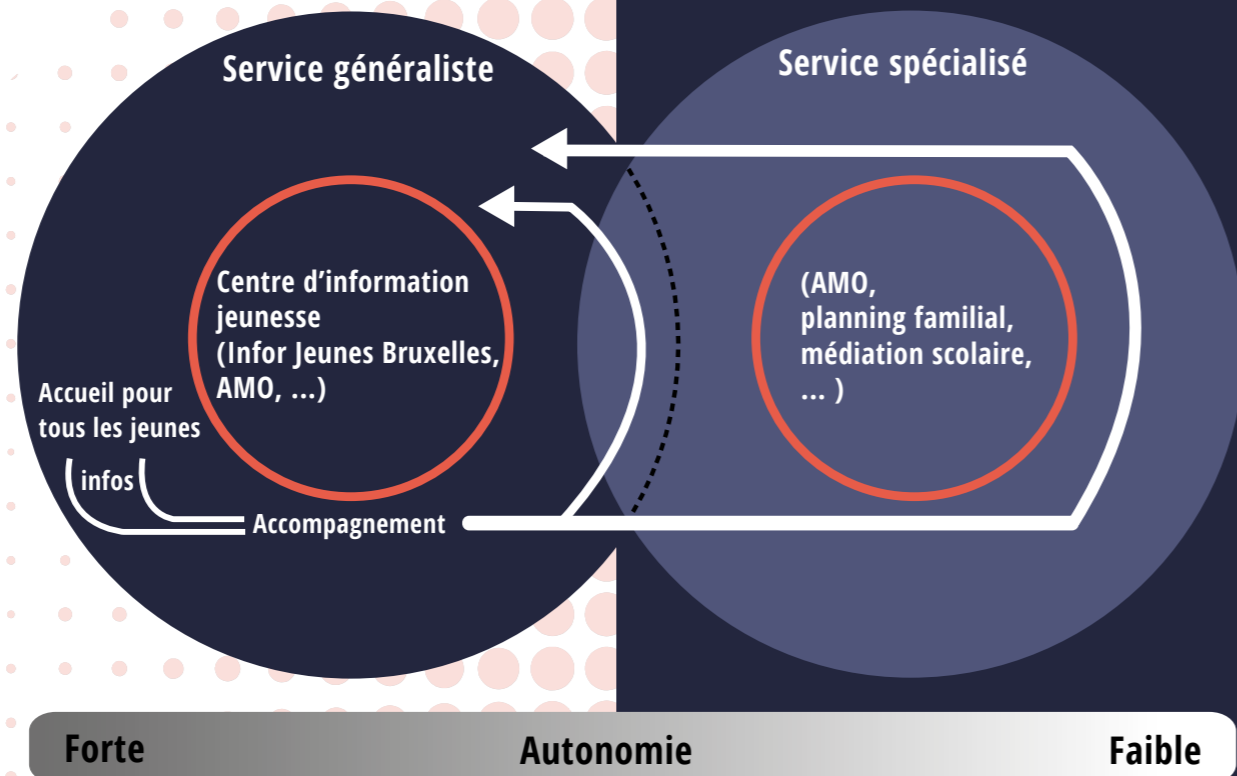 Service généraliste
Service spécialisé
Centre d’information
jeunesse
(Infor Jeunes Bruxelles,
AMO, ...)
(AMO,
planning familial,
médiation scolaire,
... )
Accueil pour
tous les jeunes
infos
Accompagnement
Forte
Autonomie
Faible